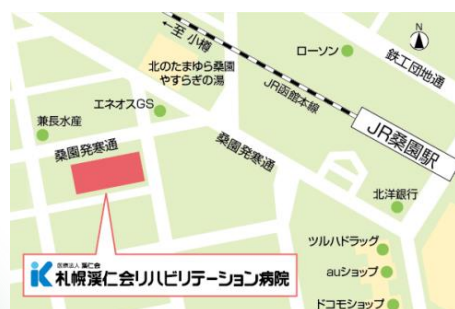 ←至 小樽
N
ローソン
鉄工団地通
北のたまゆら桑園
やすらぎの湯
JR函館本線
エネオスGS
兼長水産
JR桑園駅
桑園発寒通
桑園発寒通
北洋銀行
ツルハドラッグ
auショップ
ドコモショップ
医療法人 渓仁会
札幌渓仁会リハビリテーション病院